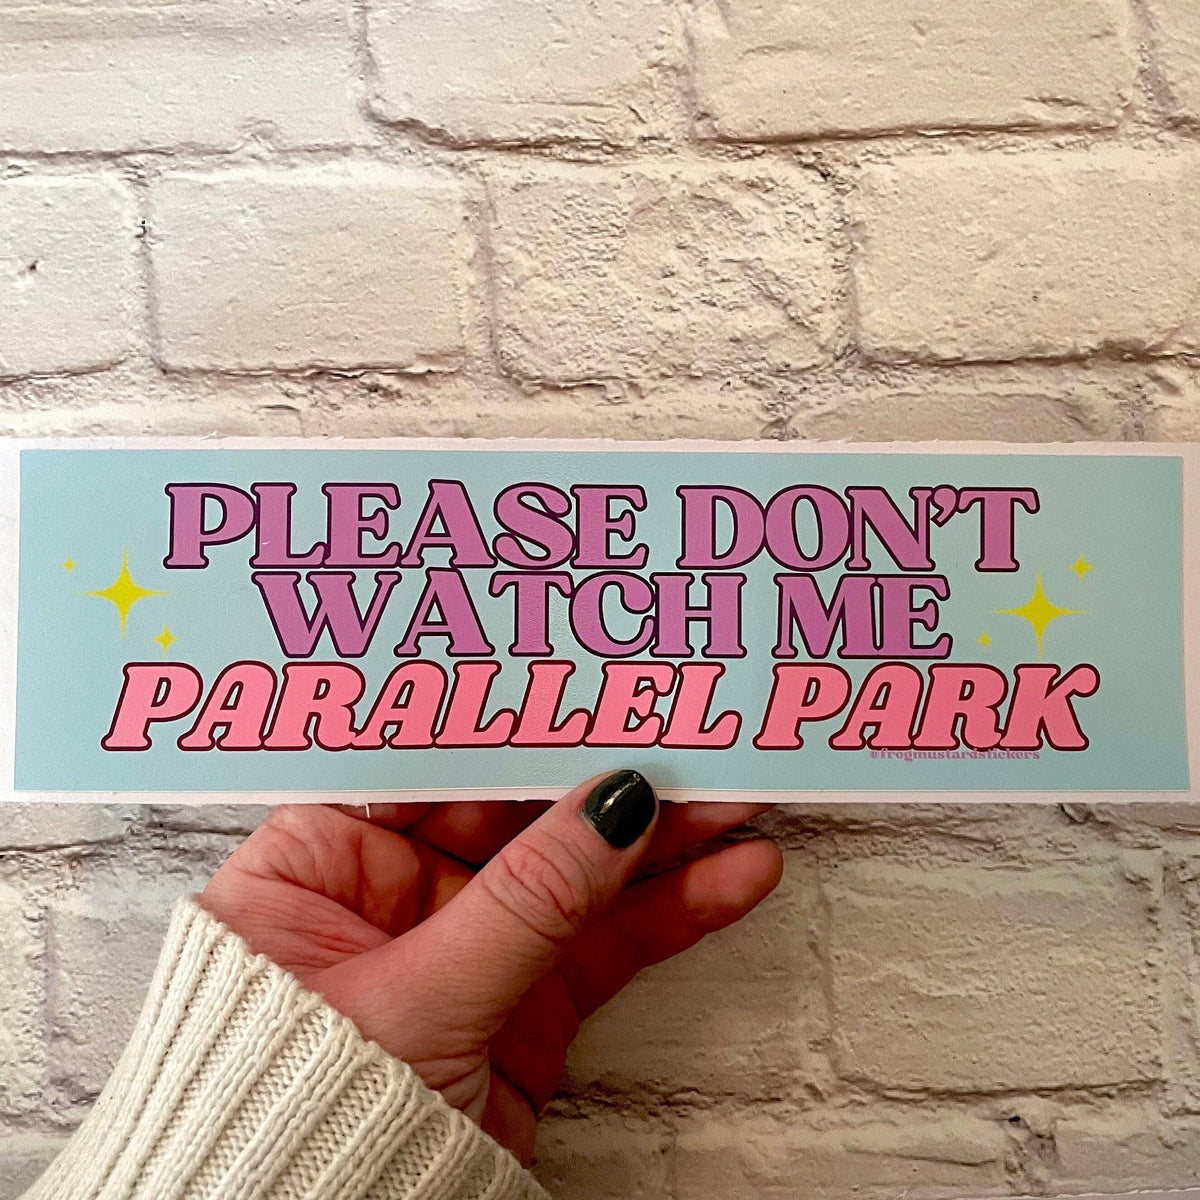 PLEASE DON'T
WATCH ME
PARALLEL PARK
@frogmustardstickers